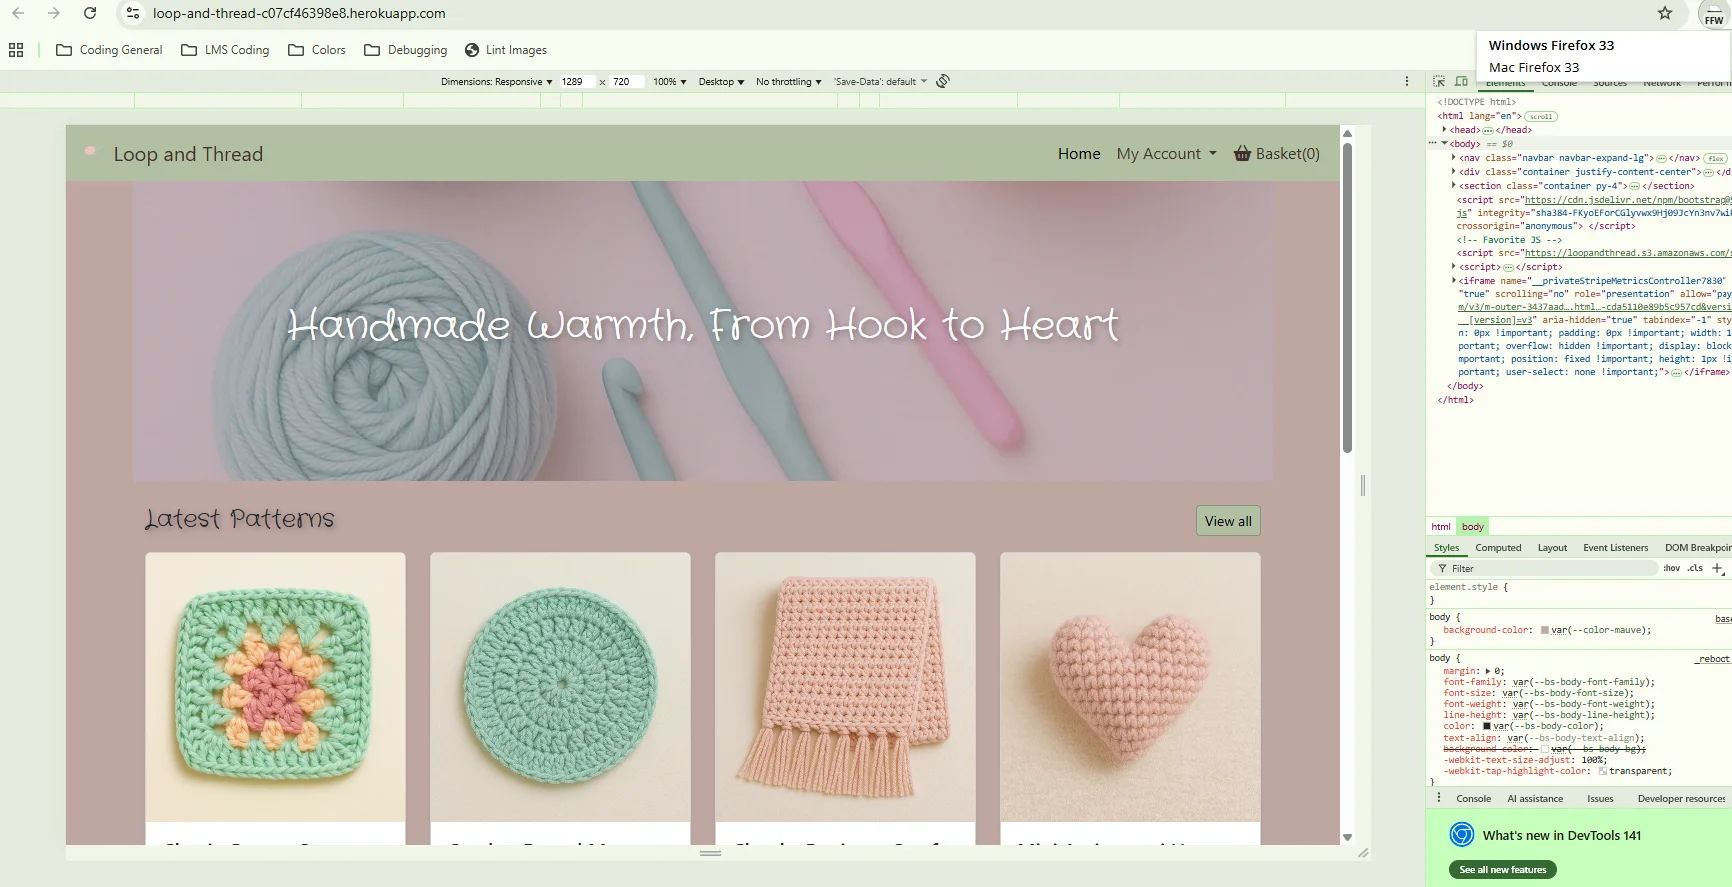 loop-and-thread-c07cf46398e8.herokuapp.com
FFW
Coding General
LMS Coding
Colors
Debugging
Lint Images
Windows Firefox 33
Mac Firefox 33
Dimensions: Responsive ▼ 1289 × 720 100% ▼ Desktop ▼ No throttling ▼ 'Save-Data': default ▼
Elements Console Sources Network
Loop and Thread
Home My Account Basket(0)
Handmade Warmth, From Hook to Heart
Latest Patterns
View all
<!DOCTYPE html>
<html lang="en"> scroll
<head> </head>
<body> == $0
<nav class="navbar navbar-expand-lg"> </nav> flex
<div class="container justify-content-center"> </d
<section class="container py-4"> </section>
<script src="https://cdn.jsdelivr.net/npm/bootstrap@
js" integrity="sha384-FKyoEForCGlyvwx9Hj09JcYn3nv7wi
crossorigin="anonymous"> </script>
<!-- Favorite JS -->
<script src="https://loopandthread.s3.amazonaws.com/
<script> </script>
<iframe name="__privateStripeMetricsController7830"
"true" scrolling="no" role="presentation" allow="pay
m/v3/m-outer-3437aad….html…-cda5110e89b5c957cd&versi
__[version]=v3" aria-hidden="true" tabindex="-1" sty
n: 0px !important; padding: 0px !important; width: 1
portant; overflow: hidden !important; display: block
mportant; position: fixed !important; height: 1px !i
portant; user-select: none !important;"> </iframe>
</body>
</html>
html body
Styles Computed Layout Event Listeners DOM Breakpoin
Filter :hov .cls +
element.style {
}
body {
background-color: var(--color-mauve);
}
body { _reboot
margin: 0;
font-family: var(--bs-body-font-family);
font-size: var(--bs-body-font-size);
font-weight: var(--bs-body-font-weight);
line-height: var(--bs-body-line-height);
color: var(--bs-body-color);
text-align: var(--bs-body-text-align);
background-color: var(--bs-body-bg);
-webkit-text-size-adjust: 100%;
-webkit-tap-highlight-color: transparent;
}
Console AI assistance Issues Developer resources
What's new in DevTools 141
See all new features